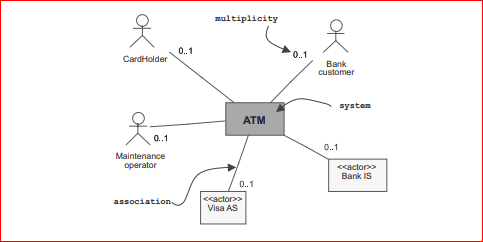 multiplicity
0..1
CardHolder
0..1
Bank
customer
system
ATM
0..1
Maintenance
operator
0..1
<<actor>>
Bank IS
association
0..1
<<actor>>
Visa AS